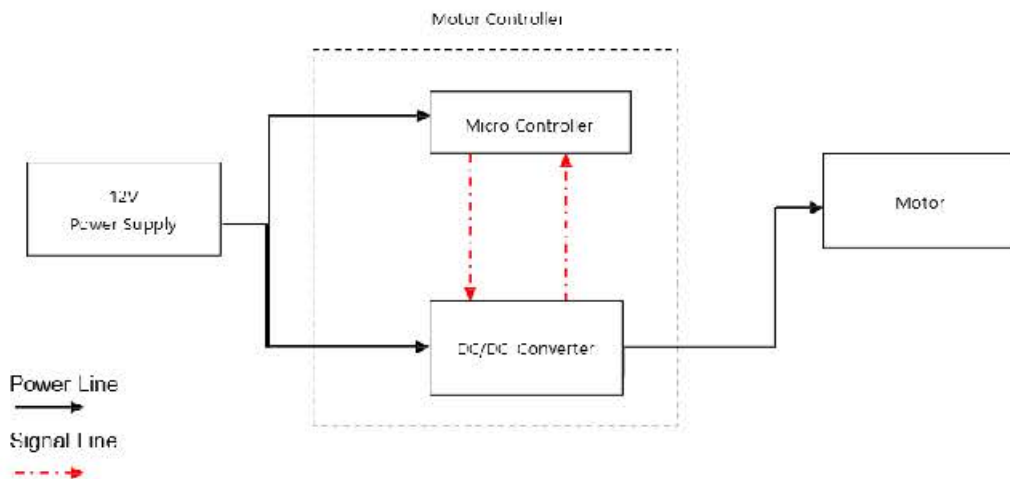 Motor Controller
Micro Controller
12V
Power Supply
Motor
DC/DC Converter
Power Line
Signal Line